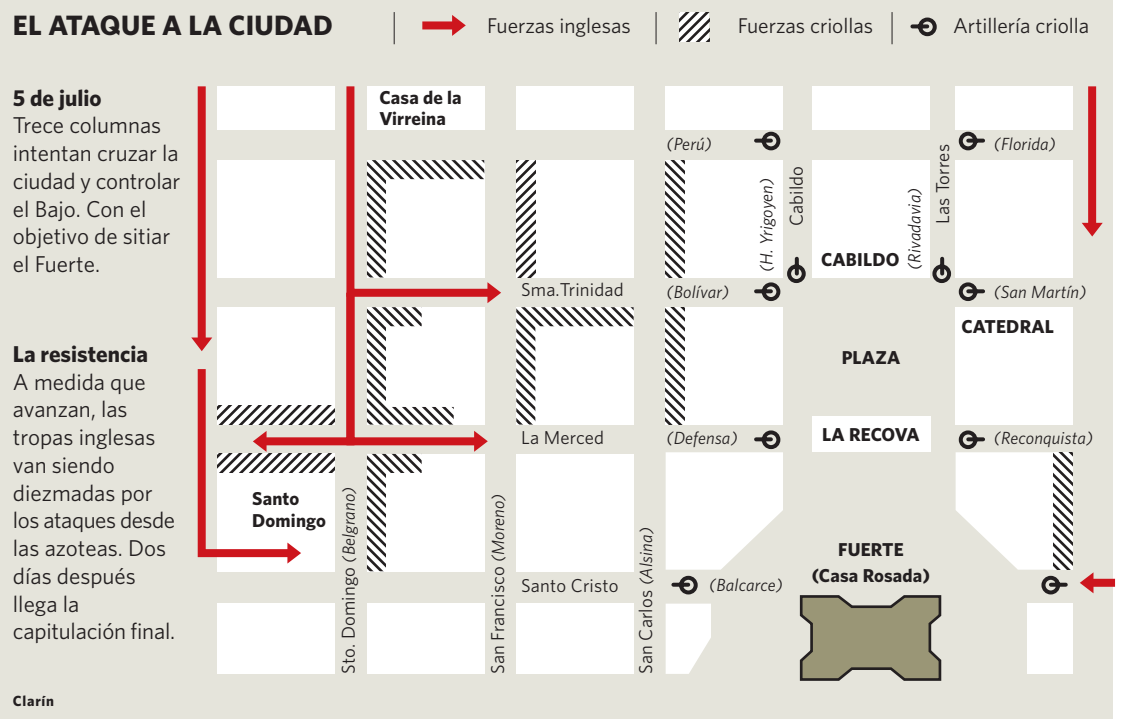 EL ATAQUE A LA CIUDAD
Fuerzas inglesas
Fuerzas criollas
Artillería criolla
5 de julio
Trece columnas
intentan cruzar la
ciudad y controlar
el Bajo. Con el
objetivo de sitiar
el Fuerte.
La resistencia
A medida que
avanzan, las
tropas inglesas
van siendo
diezmadas por
los ataques desde
las azoteas. Dos
días después
llega la
capitulación final.
Casa de la
Virreina
(Perú)
(Florida)
(H. Yrigoyen)
Cabildo
(Rivadavia)
Las Torres
CABILDO
Sma.Trinidad
(Bolívar)
(San Martín)
CATEDRAL
PLAZA
La Merced
(Defensa)
LA RECOVA
(Reconquista)
Santo
Domingo
Sto. Domingo (Belgrano)
San Francisco (Moreno)
San Carlos (Alsina)
FUERTE
(Casa Rosada)
Santo Cristo
(Balcarce)
Clarín